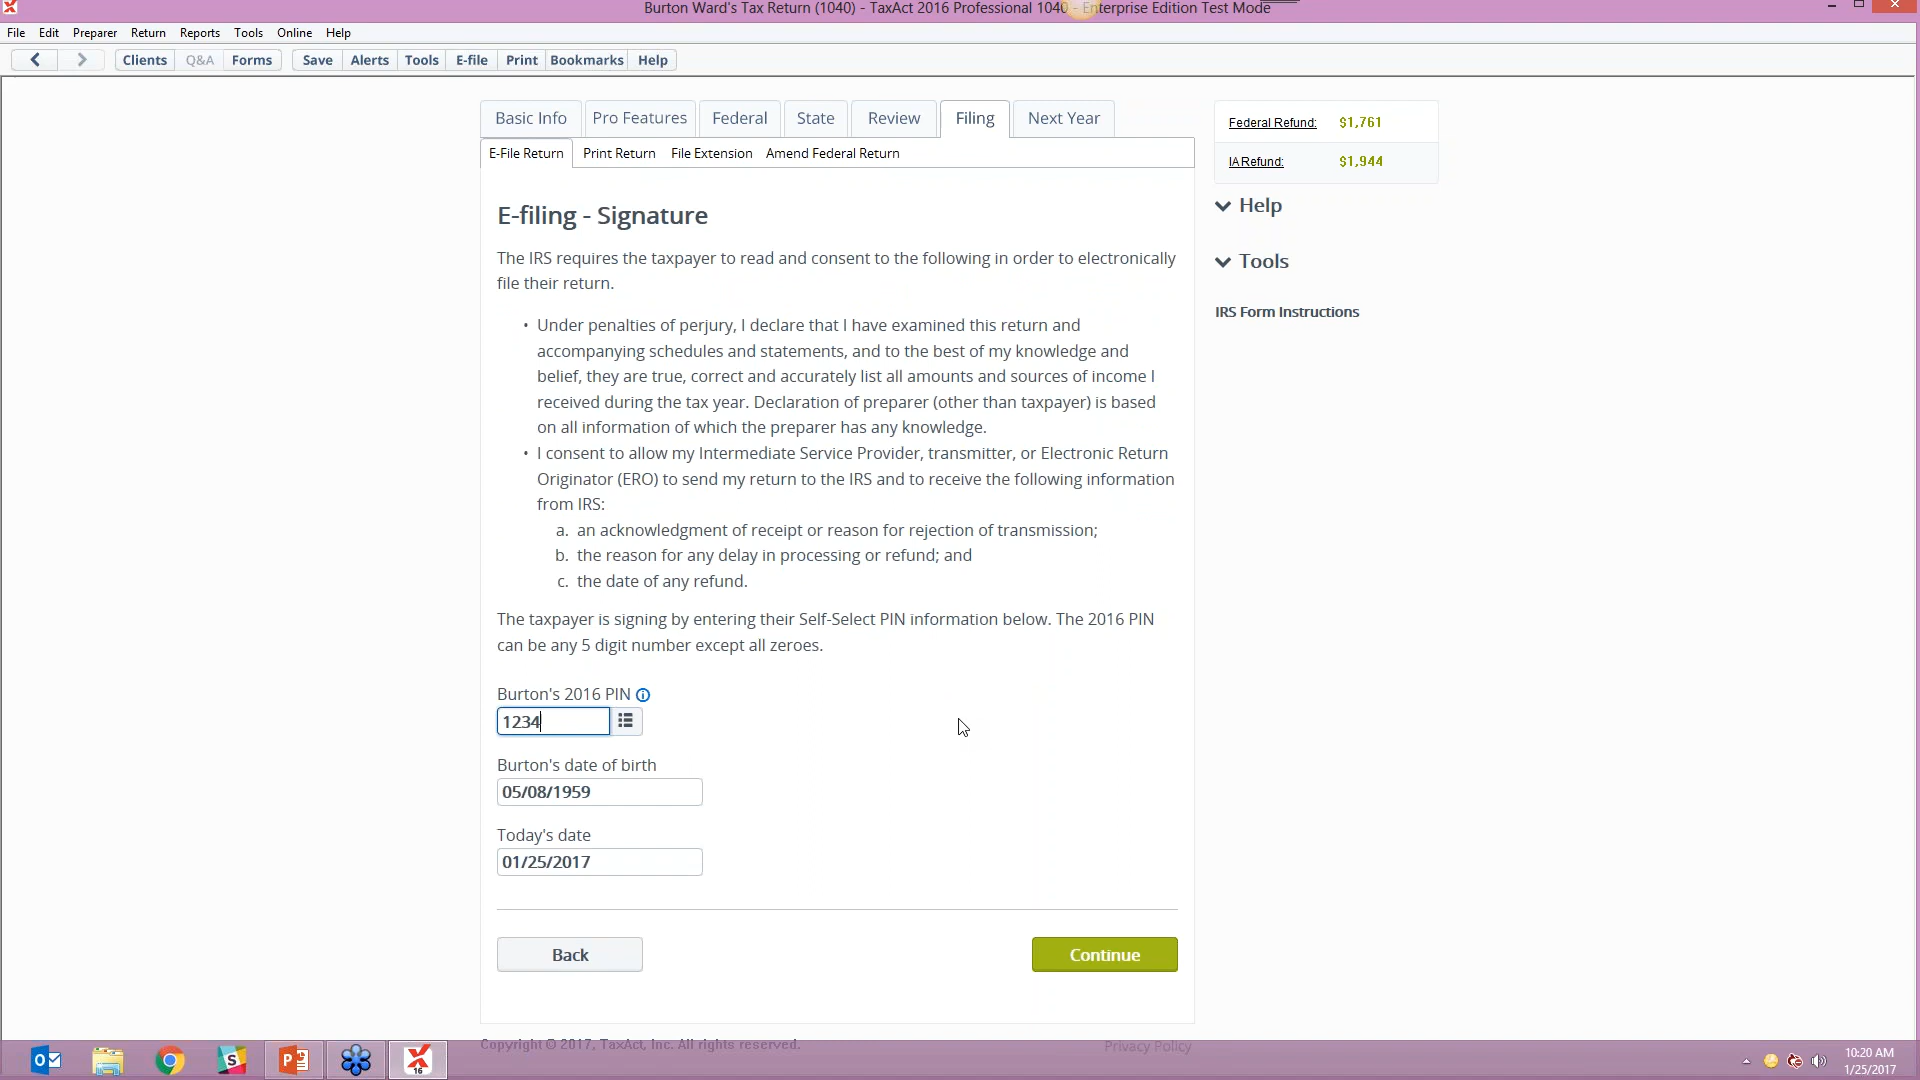 Burton Ward's Tax Return (1040) - TaxAct 2016 Professional 1040 - Enterprise Edition Test Mode
File Edit Preparer Return Reports Tools Online Help
Clients Q&A Forms Save Alerts Tools E-file Print Bookmarks Help
Basic Info Pro Features Federal State Review Filing Next Year
E-File Return Print Return File Extension Amend Federal Return
Federal Refund: $1,761
IA Refund: $1,944
Help
Tools
IRS Form Instructions
E-filing - Signature
The IRS requires the taxpayer to read and consent to the following in order to electronically
file their return.
• Under penalties of perjury, I declare that I have examined this return and
accompanying schedules and statements, and to the best of my knowledge and
belief, they are true, correct and accurately list all amounts and sources of income I
received during the tax year. Declaration of preparer (other than taxpayer) is based
on all information of which the preparer has any knowledge.
• I consent to allow my Intermediate Service Provider, transmitter, or Electronic Return
Originator (ERO) to send my return to the IRS and to receive the following information
from IRS:
a. an acknowledgment of receipt or reason for rejection of transmission;
b. the reason for any delay in processing or refund; and
c. the date of any refund.
The taxpayer is signing by entering their Self-Select PIN information below. The 2016 PIN
can be any 5 digit number except all zeroes.
Burton's 2016 PIN
1234
Burton's date of birth
05/08/1959
Today's date
01/25/2017
Back Continue
Copyright © 2017, TaxAct, Inc. All rights reserved. Privacy Policy
16
10:20 AM
1/25/2017